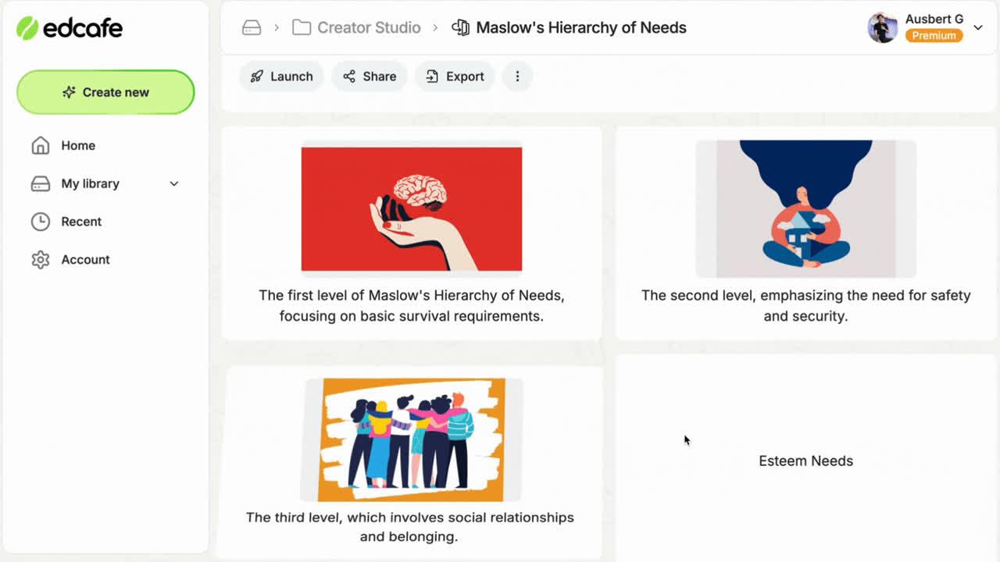 edcafe
Creator Studio
Maslow's Hierarchy of Needs
Ausbert G
Premium
Create new
Launch
Share
Export
Home
My library
Recent
Account
The first level of Maslow's Hierarchy of Needs,
focusing on basic survival requirements.
The second level, emphasizing the need for safety
and security.
The third level, which involves social relationships
and belonging.
Esteem Needs